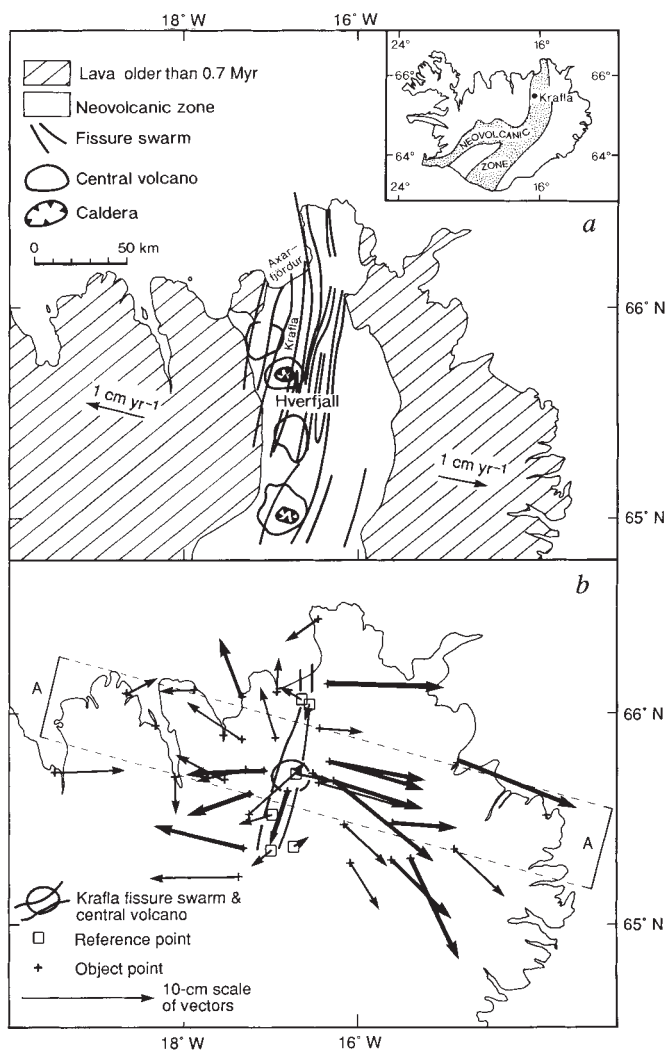 18° W
16° W
Lava older than 0.7 Myr
Neovolcanic zone
Fissure swarm
Central volcano
Caldera
0
50 km
24°
16°
66°
66°
Krafla
NEOVOLCANIC
ZONE
64°
64°
24°
16°
a
Axar-
fjördur
Krafla
66° N
Hverfjall
1 cm yr⁻¹
1 cm yr⁻¹
65° N
b
A
66° N
A
65° N
Krafla fissure swarm &
central volcano
Reference point
Object point
10-cm scale
of vectors
18° W
16° W